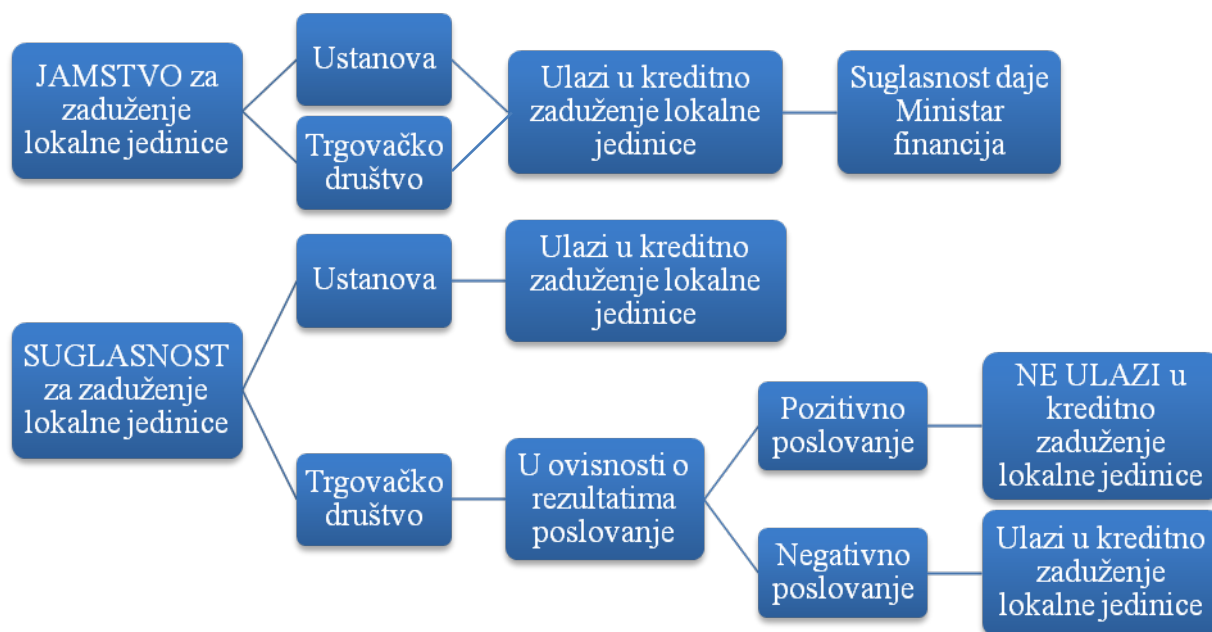 JAMSTVO za
zaduženje
lokalne jedinice
Ustanova
Trgovačko
društvo
Ulazi u kreditno
zaduženje lokalne
jedinice
Suglasnost daje
Ministar
financija
SUGLASNOST
za zaduženje
lokalne jedinice
Ustanova
Ulazi u kreditno
zaduženje lokalne
jedinice
Trgovačko
društvo
U ovisnosti o
rezultatima
poslovanje
Pozitivno
poslovanje
NE ULAZI u
kreditno
zaduženje
lokalne jedinice
Negativno
poslovanje
Ulazi u kreditno
zaduženje
lokalne jedinice